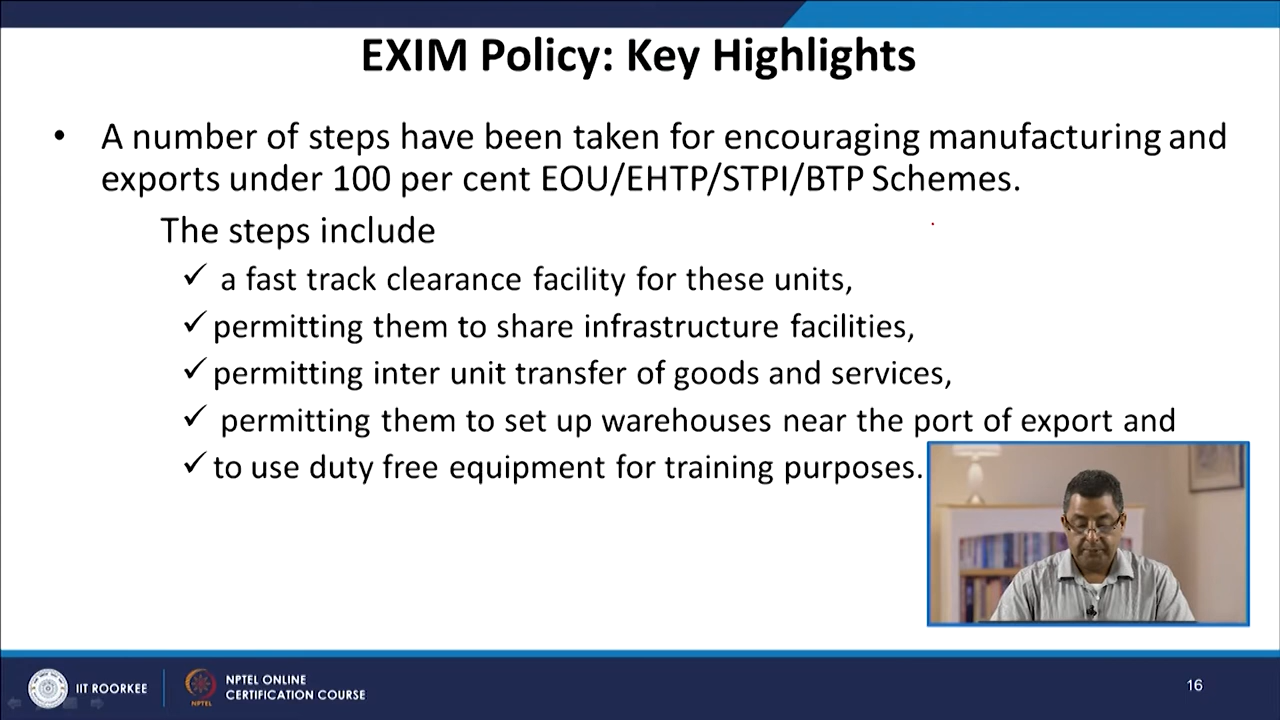 EXIM Policy: Key Highlights
• A number of steps have been taken for encouraging manufacturing and
exports under 100 per cent EOU/EHTP/STPI/BTP Schemes.
The steps include
✓ a fast track clearance facility for these units,
✓ permitting them to share infrastructure facilities,
✓ permitting inter unit transfer of goods and services,
✓ permitting them to set up warehouses near the port of export and
✓ to use duty free equipment for training purposes.
IIT ROORKEE
NPTEL
NPTEL ONLINE
CERTIFICATION COURSE
16